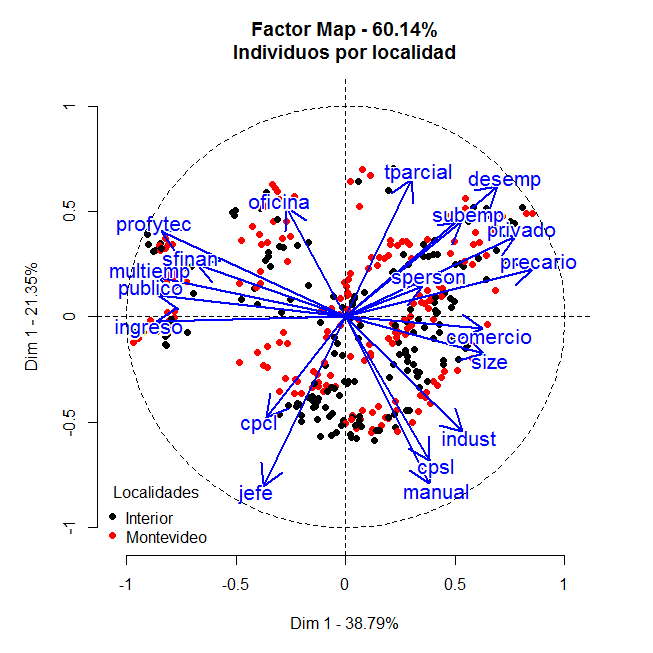 Factor Map - 60.14%
Individuos por localidad
tparcial
desemp
oficina
subemp
profytec
privado
sfinan
precario
multiemp
sperson
publico
ingreso
comercio
size
cpcl
indust
cpsl
jefe
manual
Localidades
Interior
Montevideo
1
0.5
0
-0.5
-1
Dim 1 - 21.35%
-1
-0.5
0
0.5
1
Dim 1 - 38.79%